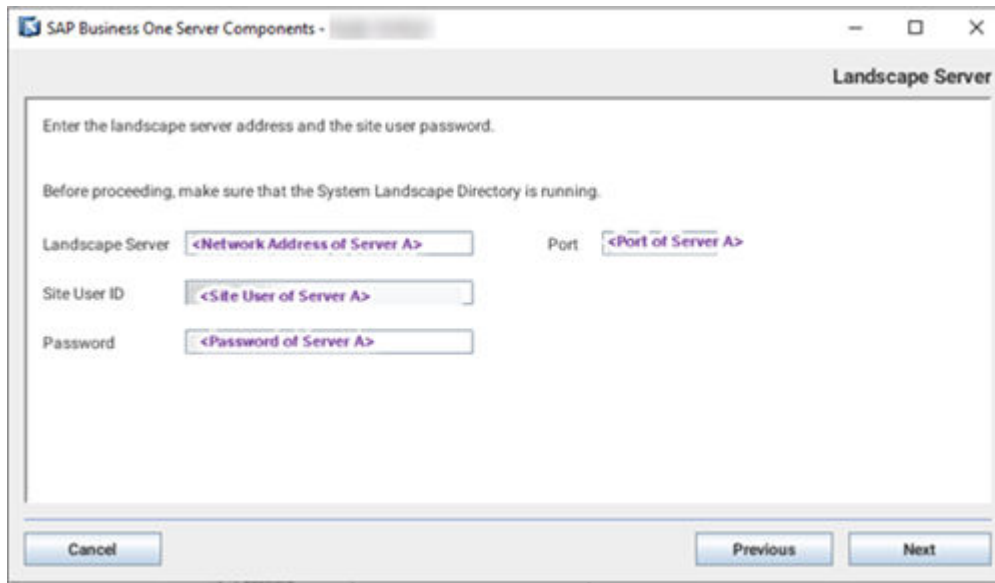 SAP Business One Server Components -
Landscape Server
Enter the landscape server address and the site user password.
Before proceeding, make sure that the System Landscape Directory is running.
Landscape Server <Network Address of Server A> Port <Port of Server A>
Site User ID <Site User of Server A>
Password <Password of Server A>
Cancel Previous Next